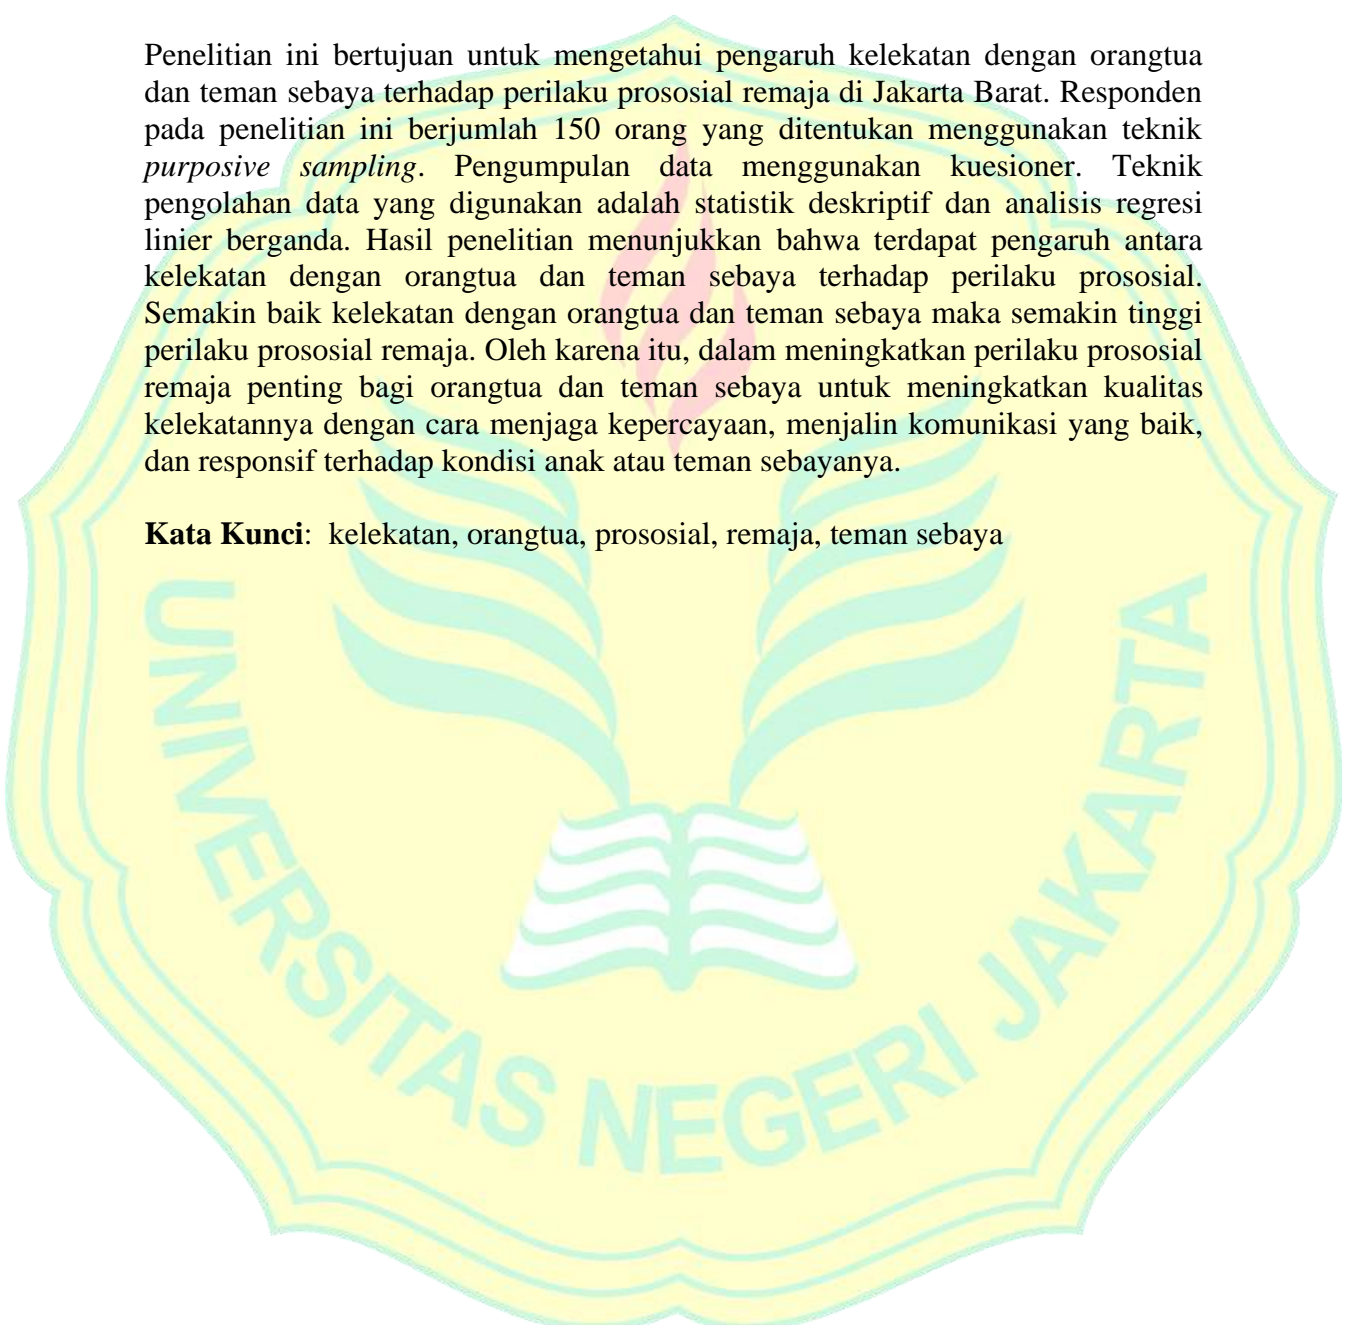 Penelitian ini bertujuan untuk mengetahui pengaruh kelekatan dengan orangtua
dan teman sebaya terhadap perilaku prososial remaja di Jakarta Barat. Responden
pada penelitian ini berjumlah 150 orang yang ditentukan menggunakan teknik
purposive sampling. Pengumpulan data menggunakan kuesioner. Teknik
pengolahan data yang digunakan adalah statistik deskriptif dan analisis regresi
linier berganda. Hasil penelitian menunjukkan bahwa terdapat pengaruh antara
kelekatan dengan orangtua dan teman sebaya terhadap perilaku prososial.
Semakin baik kelekatan dengan orangtua dan teman sebaya maka semakin tinggi
perilaku prososial remaja. Oleh karena itu, dalam meningkatkan perilaku prososial
remaja penting bagi orangtua dan teman sebaya untuk meningkatkan kualitas
kelekatannya dengan cara menjaga kepercayaan, menjalin komunikasi yang baik,
dan responsif terhadap kondisi anak atau teman sebayanya.
Kata Kunci: kelekatan, orangtua, prososial, remaja, teman sebaya
UNIVERSITAS NEGERI JAKARTA